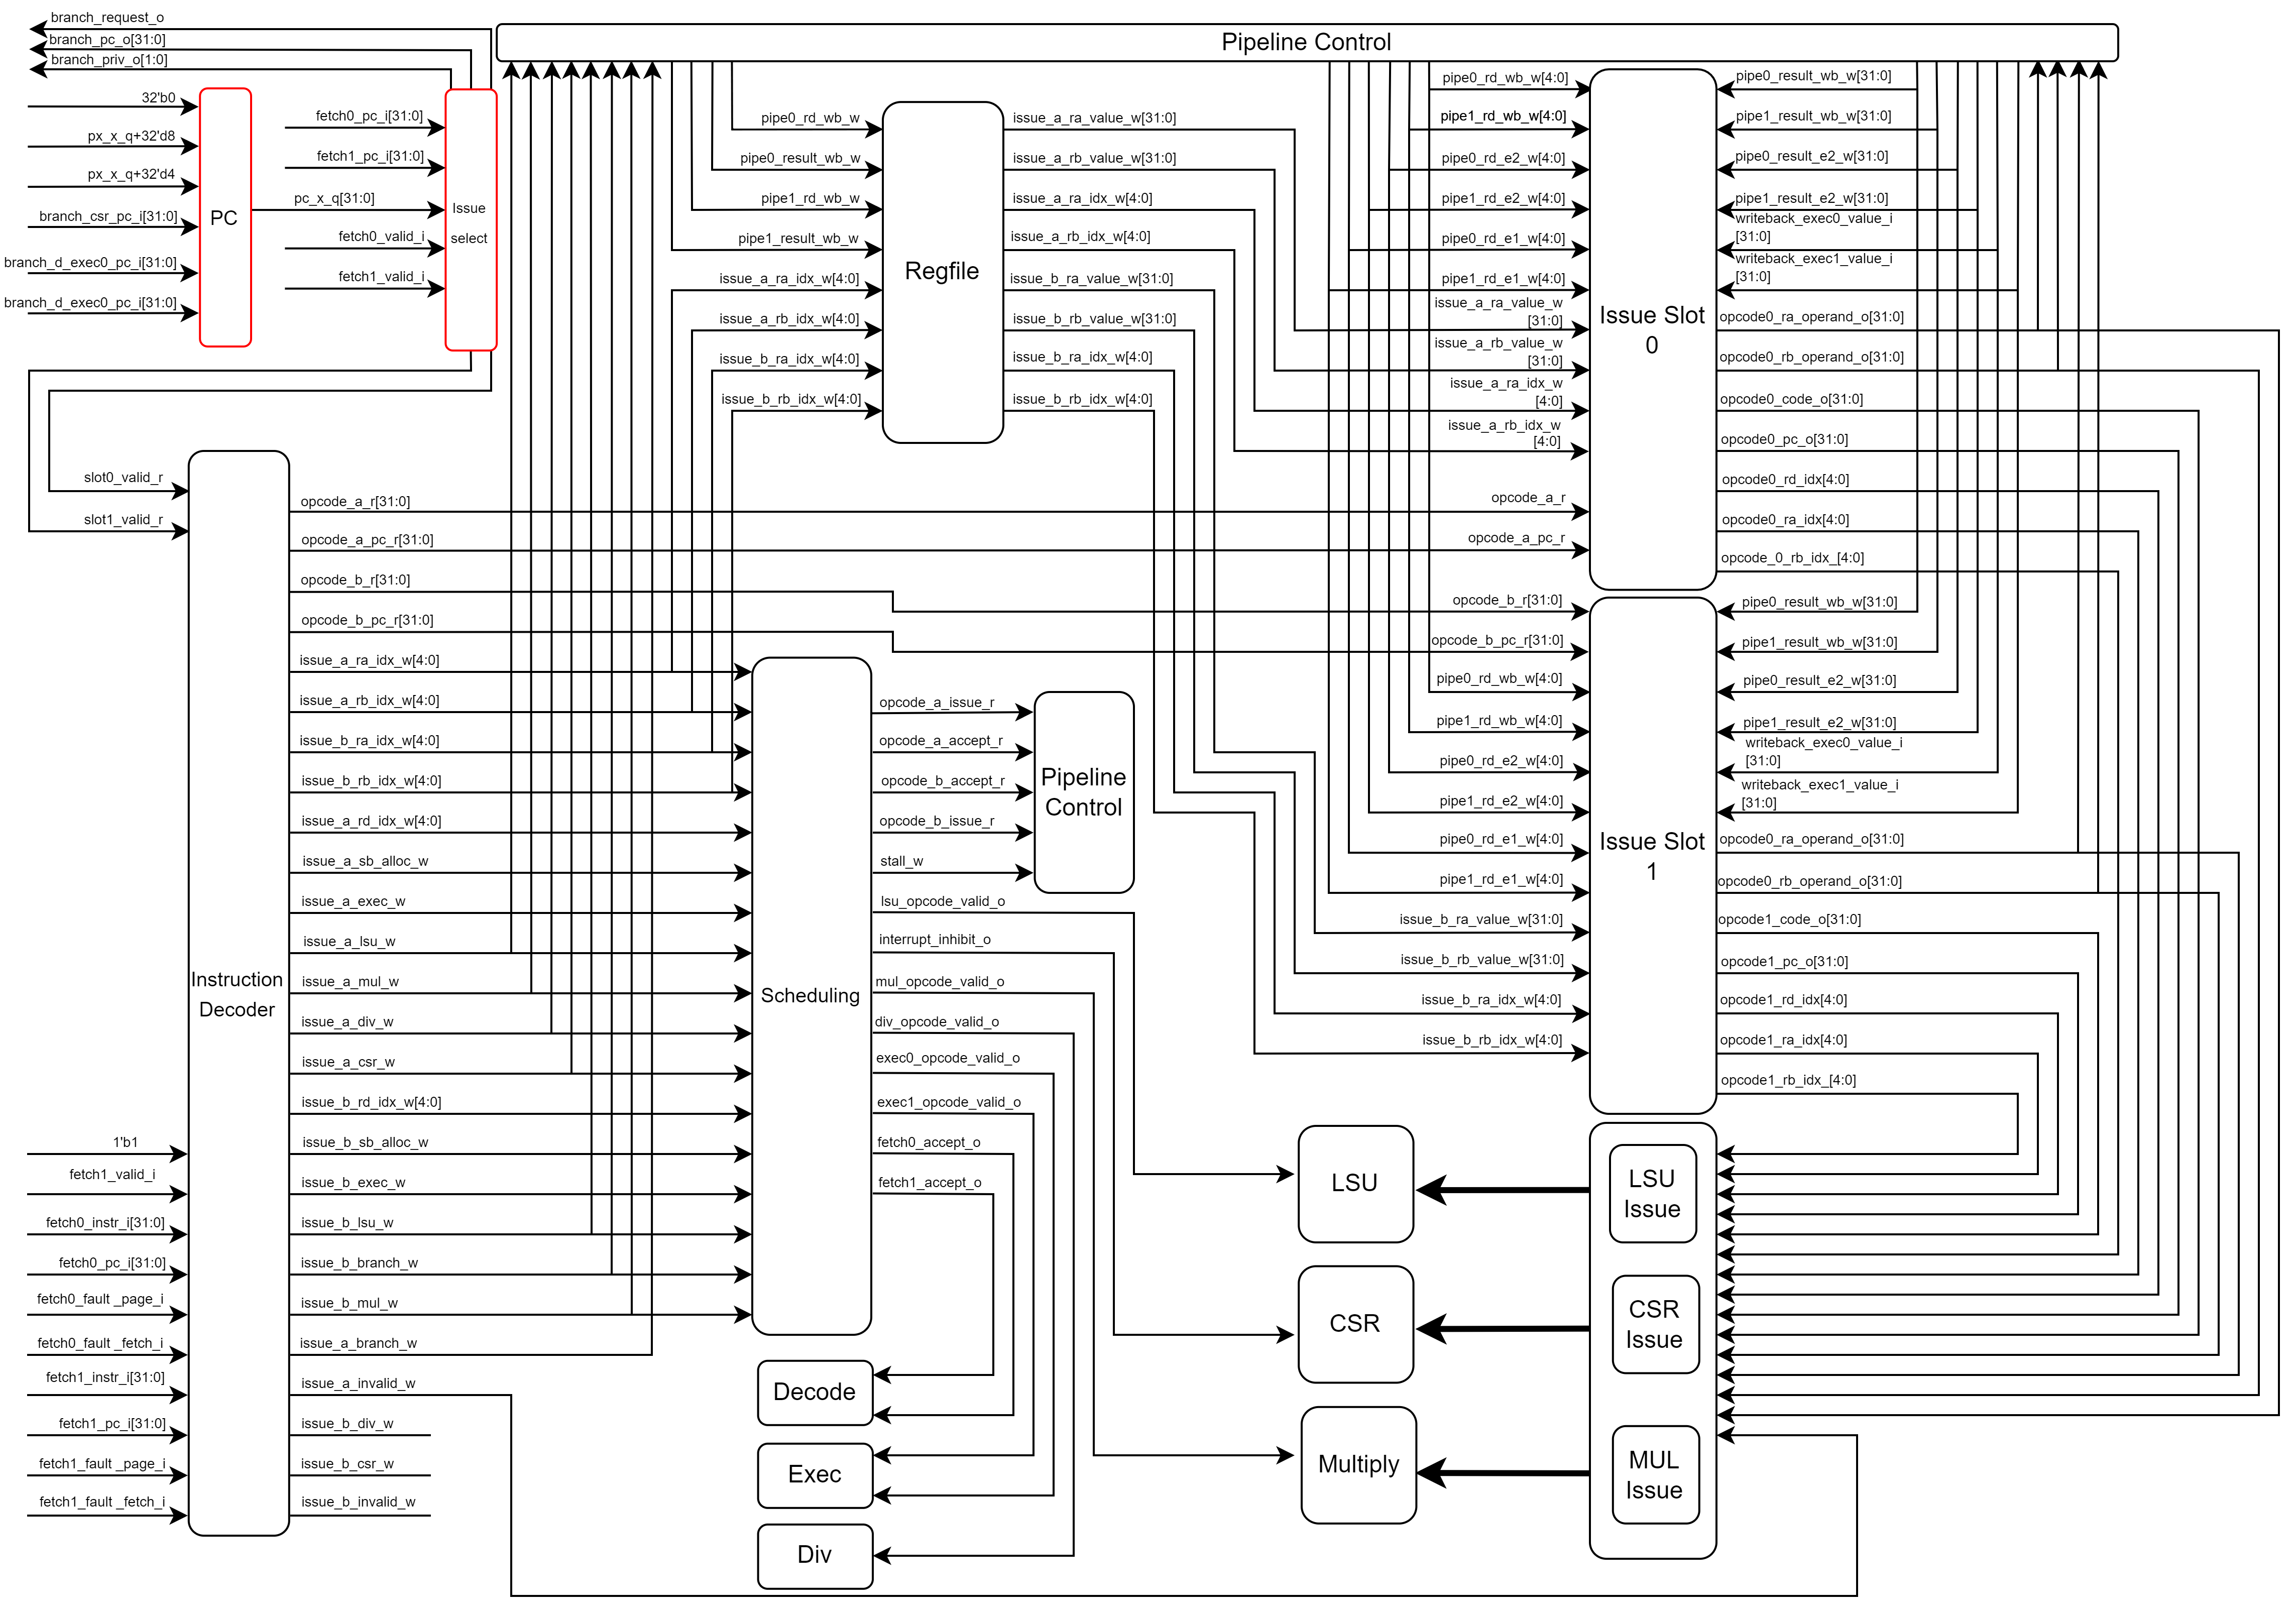 branch_request_o
branch_pc_o[31:0]
branch_priv_o[1:0]
Pipeline Control
32'b0
px_x_q+32'd8
px_x_q+32'd4
branch_csr_pc_i[31:0]
branch_d_exec0_pc_i[31:0]
branch_d_exec0_pc_i[31:0]
PC
fetch0_pc_i[31:0]
fetch1_pc_i[31:0]
pc_x_q[31:0]
fetch0_valid_i
fetch1_valid_i
Issue
select
pipe0_rd_wb_w
pipe0_result_wb_w
pipe1_rd_wb_w
pipe1_result_wb_w
issue_a_ra_idx_w[4:0]
issue_a_rb_idx_w[4:0]
issue_b_ra_idx_w[4:0]
issue_b_rb_idx_w[4:0]
Regfile
issue_a_ra_value_w[31:0]
issue_a_rb_value_w[31:0]
issue_a_ra_idx_w[4:0]
issue_a_rb_idx_w[4:0]
issue_b_ra_value_w[31:0]
issue_b_rb_value_w[31:0]
issue_b_ra_idx_w[4:0]
issue_b_rb_idx_w[4:0]
pipe0_rd_wb_w[4:0]
pipe1_rd_wb_w[4:0]
pipe0_rd_e2_w[4:0]
pipe1_rd_e2_w[4:0]
pipe0_rd_e1_w[4:0]
pipe1_rd_e1_w[4:0]
issue_a_ra_value_w
[31:0]
issue_a_rb_value_w
[31:0]
issue_a_ra_idx_w
[4:0]
issue_a_rb_idx_w
[4:0]
opcode_a_r
opcode_a_pc_r
Issue Slot
0
pipe0_result_wb_w[31:0]
pipe1_result_wb_w[31:0]
pipe0_result_e2_w[31:0]
pipe1_result_e2_w[31:0]
writeback_exec0_value_i
[31:0]
writeback_exec1_value_i
[31:0]
opcode0_ra_operand_o[31:0]
opcode0_rb_operand_o[31:0]
opcode0_code_o[31:0]
opcode0_pc_o[31:0]
opcode0_rd_idx[4:0]
opcode0_ra_idx[4:0]
opcode_0_rb_idx_[4:0]
slot0_valid_r
slot1_valid_r
1'b1
fetch1_valid_i
fetch0_instr_i[31:0]
fetch0_pc_i[31:0]
fetch0_fault _page_i
fetch0_fault _fetch_i
fetch1_instr_i[31:0]
fetch1_pc_i[31:0]
fetch1_fault _page_i
fetch1_fault _fetch_i
Instruction
Decoder
opcode_a_r[31:0]
opcode_a_pc_r[31:0]
opcode_b_r[31:0]
opcode_b_pc_r[31:0]
issue_a_ra_idx_w[4:0]
issue_a_rb_idx_w[4:0]
issue_b_ra_idx_w[4:0]
issue_b_rb_idx_w[4:0]
issue_a_rd_idx_w[4:0]
issue_a_sb_alloc_w
issue_a_exec_w
issue_a_lsu_w
issue_a_mul_w
issue_a_div_w
issue_a_csr_w
issue_b_rd_idx_w[4:0]
issue_b_sb_alloc_w
issue_b_exec_w
issue_b_lsu_w
issue_b_branch_w
issue_b_mul_w
issue_a_branch_w
issue_a_invalid_w
issue_b_div_w
issue_b_csr_w
issue_b_invalid_w
Scheduling
opcode_a_issue_r
opcode_a_accept_r
opcode_b_accept_r
opcode_b_issue_r
stall_w
lsu_opcode_valid_o
interrupt_inhibit_o
mul_opcode_valid_o
div_opcode_valid_o
exec0_opcode_valid_o
exec1_opcode_valid_o
fetch0_accept_o
fetch1_accept_o
Pipeline
Control
Decode
Exec
Div
opcode_b_r[31:0]
opcode_b_pc_r[31:0]
pipe0_rd_wb_w[4:0]
pipe1_rd_wb_w[4:0]
pipe0_rd_e2_w[4:0]
pipe1_rd_e2_w[4:0]
pipe0_rd_e1_w[4:0]
pipe1_rd_e1_w[4:0]
issue_b_ra_value_w[31:0]
issue_b_rb_value_w[31:0]
issue_b_ra_idx_w[4:0]
issue_b_rb_idx_w[4:0]
Issue Slot
1
pipe0_result_wb_w[31:0]
pipe1_result_wb_w[31:0]
pipe0_result_e2_w[31:0]
pipe1_result_e2_w[31:0]
writeback_exec0_value_i
[31:0]
writeback_exec1_value_i
[31:0]
opcode0_ra_operand_o[31:0]
opcode0_rb_operand_o[31:0]
opcode1_code_o[31:0]
opcode1_pc_o[31:0]
opcode1_rd_idx[4:0]
opcode1_ra_idx[4:0]
opcode1_rb_idx_[4:0]
LSU
CSR
Multiply
LSU
Issue
CSR
Issue
MUL
Issue